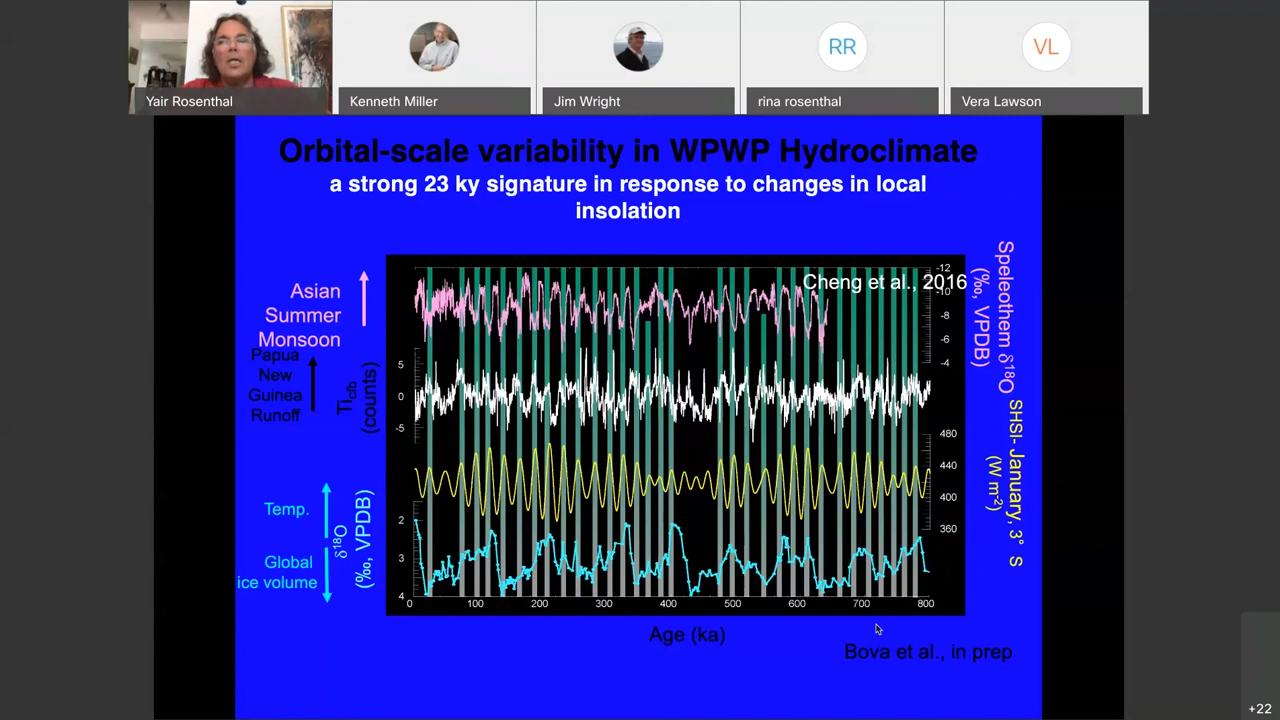 Yair Rosenthal
Kenneth Miller
Jim Wright
RR
rina rosenthal
VL
Vera Lawson
Orbital-scale variability in WPWP Hydroclimate
a strong 23 ky signature in response to changes in local
insolation
Cheng et al., 2016
Asian
Summer
Monsoon
Papua
New
Guinea
Runoff
Ti cfb
(counts)
5
0
-5
Temp.
Global
ice volume
δ18O
(‰, VPDB)
2
3
4
-12
-10
-8
-6
-4
Speleothem δ18O
(‰, VPDB)
480
440
400
360
SHSI- January, 3° S
(W m-2)
0 100 200 300 400 500 600 700 800
Age (ka)
Bova et al., in prep
+22